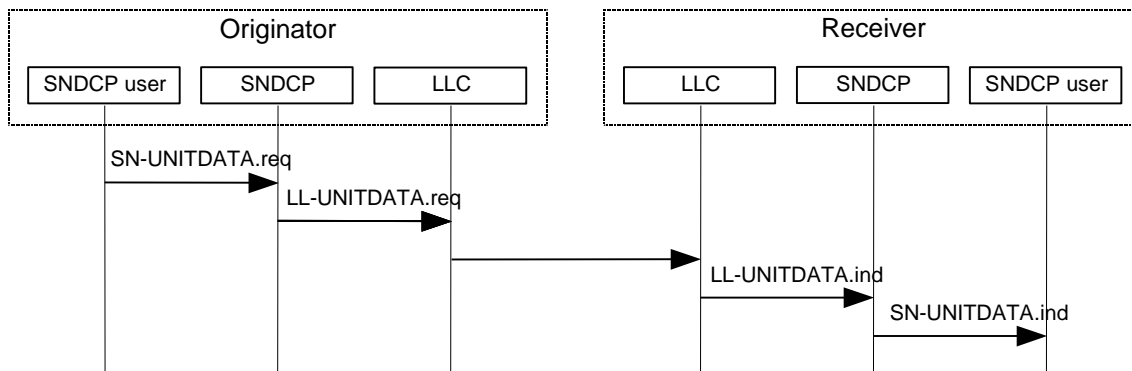 Originator
Receiver
SNDCP user
SNDCP
LLC
LLC
SNDCP
SNDCP user
SN-UNITDATA.req
LL-UNITDATA.req
LL-UNITDATA.ind
SN-UNITDATA.ind